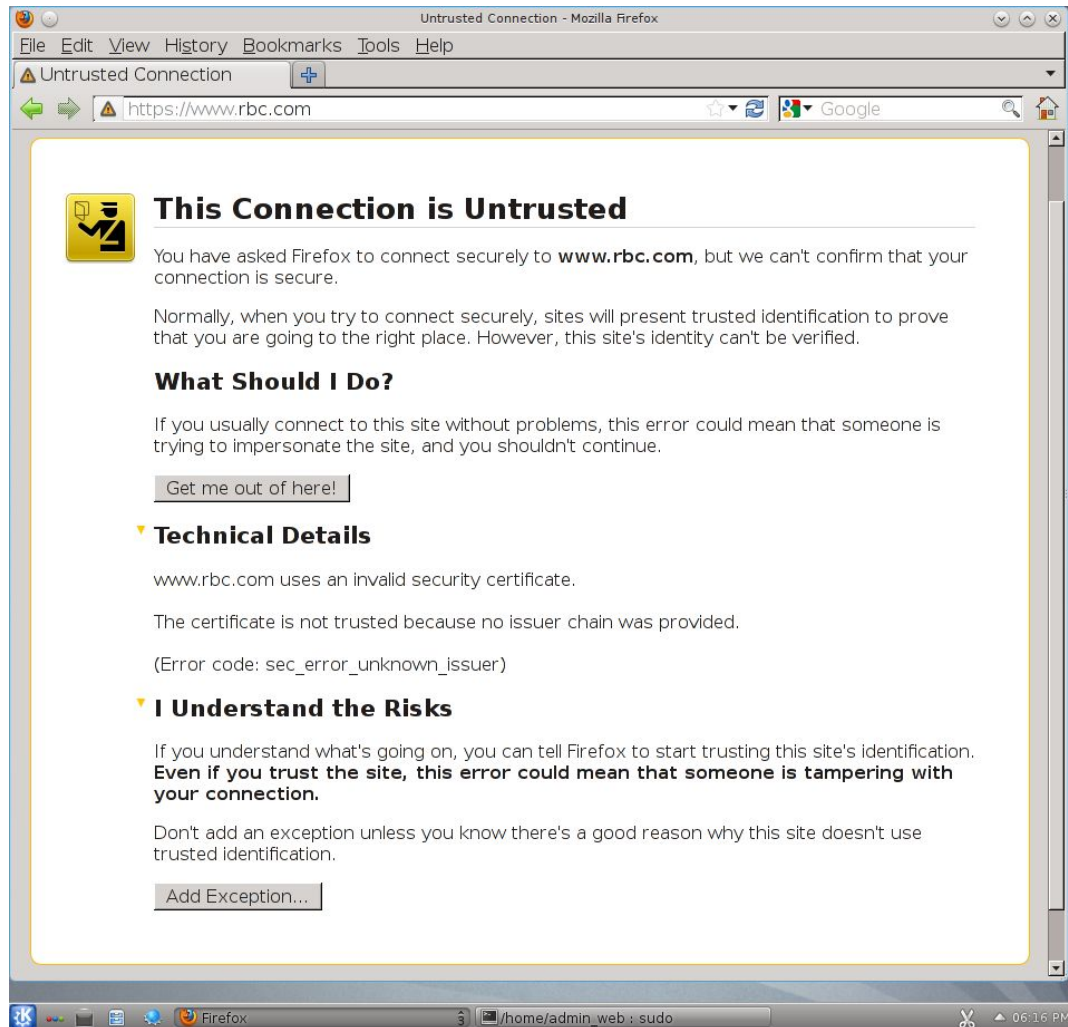 Untrusted Connection - Mozilla Firefox
File Edit View History Bookmarks Tools Help
Untrusted Connection
https://www.rbc.com
Google
This Connection is Untrusted
You have asked Firefox to connect securely to www.rbc.com, but we can't confirm that your
connection is secure.
Normally, when you try to connect securely, sites will present trusted identification to prove
that you are going to the right place. However, this site's identity can't be verified.
What Should I Do?
If you usually connect to this site without problems, this error could mean that someone is
trying to impersonate the site, and you shouldn't continue.
Get me out of here!
Technical Details
www.rbc.com uses an invalid security certificate.
The certificate is not trusted because no issuer chain was provided.
(Error code: sec_error_unknown_issuer)
I Understand the Risks
If you understand what's going on, you can tell Firefox to start trusting this site's identification.
Even if you trust the site, this error could mean that someone is tampering with
your connection.
Don't add an exception unless you know there's a good reason why this site doesn't use
trusted identification.
Add Exception...
Firefox 3 /home/admin_web : sudo 06:16 PM